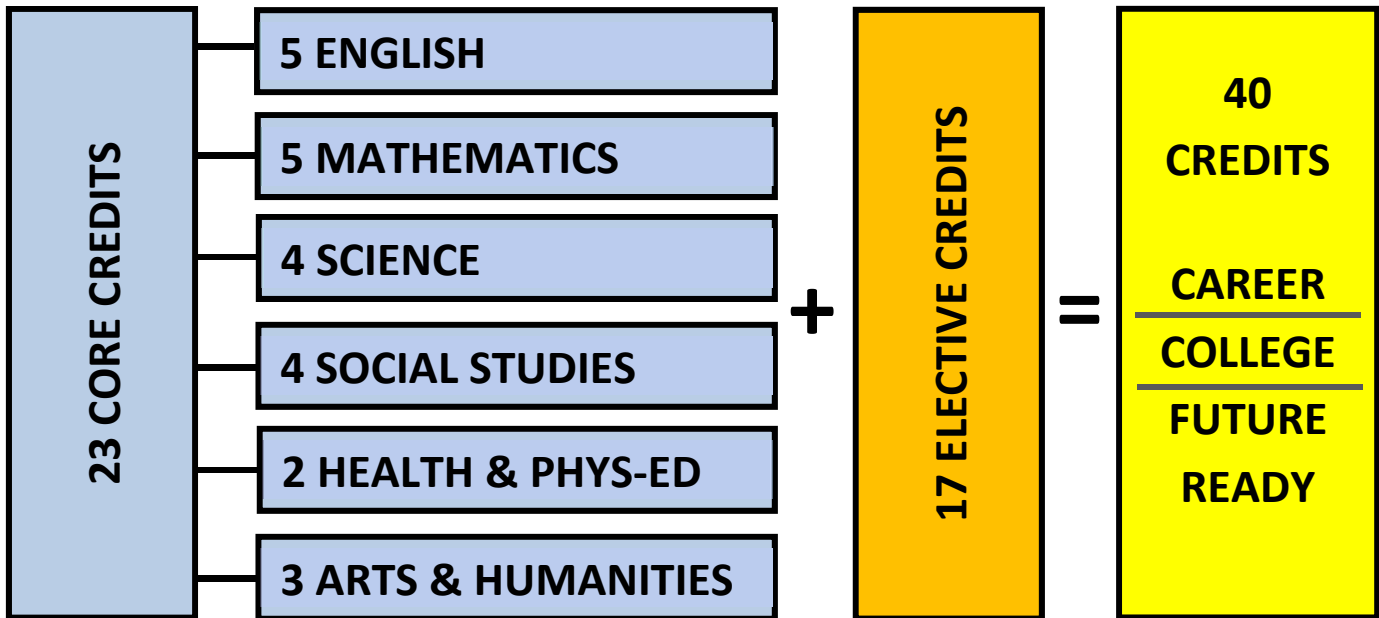 23 CORE CREDITS
5 ENGLISH
5 MATHEMATICS
4 SCIENCE
4 SOCIAL STUDIES
2 HEALTH & PHYS-ED
3 ARTS & HUMANITIES
+
17 ELECTIVE CREDITS
=
40
CREDITS
CAREER
COLLEGE
FUTURE
READY